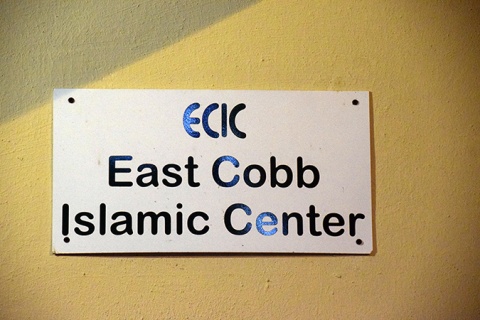 ECIC
East Cobb
Islamic Center